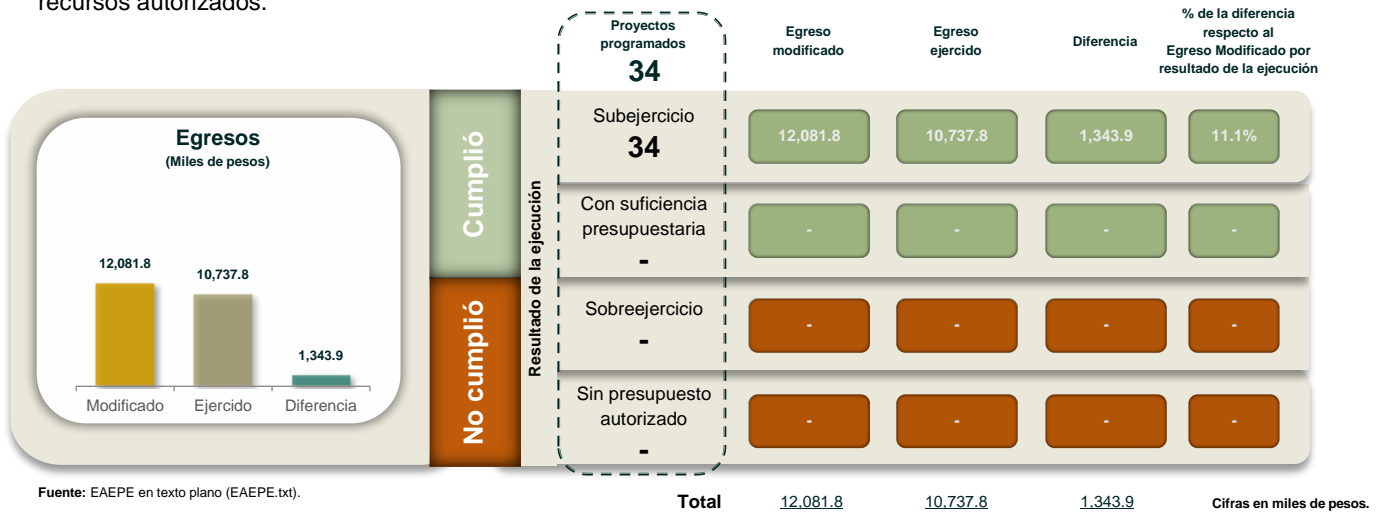 recursos autorizados.
Proyectos
programados
34
Egreso
modificado
Egreso
ejercido
Diferencia
% de la diferencia
respecto al
Egreso Modificado por
resultado de la ejecución
Egresos
(Miles de pesos)
12,081.8
10,737.8
1,343.9
Modificado
Ejercido
Diferencia
Cumplió
No cumplió
Resultado de la ejecución
Subejercicio
34
12,081.8
10,737.8
1,343.9
11.1%
Con suficiencia
presupuestaria
-
-
-
-
-
Sobreejercicio
-
-
-
-
-
Sin presupuesto
autorizado
-
-
-
-
-
Fuente: EAEPE en texto plano (EAEPE.txt).
Total
12,081.8
10,737.8
1,343.9
Cifras en miles de pesos.